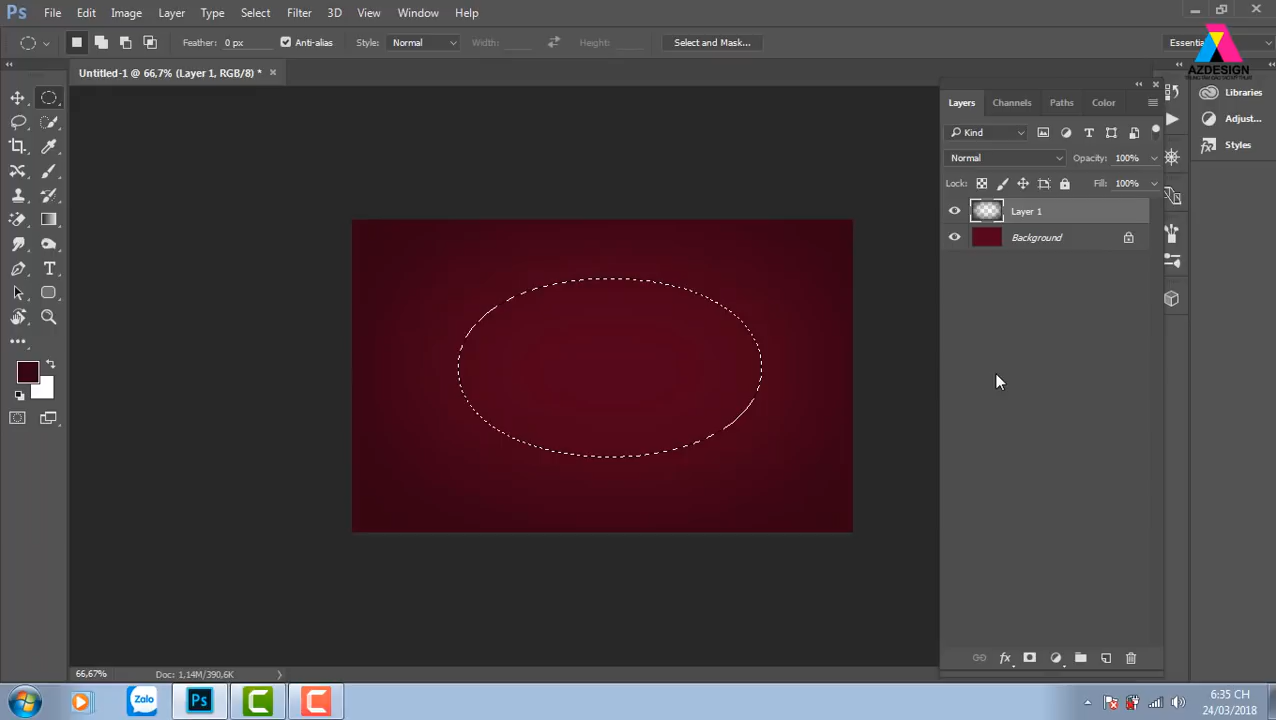 Ps File Edit Image Layer Type Select Filter 3D View Window Help
Feather: 0 px Anti-alias Style: Normal Width: Height: Select and Mask... Essentia
AZDESIGN
Untitled-1 @ 66,7% (Layer 1, RGB/8) *
Layers Channels Paths Color
Libraries
Adjust...
Styles
Kind
Normal Opacity: 100%
Lock: Fill: 100%
Layer 1
Background
66,67% Doc: 1,14M/390,6K
fx
Zalo Ps
6:35 CH
24/03/2018